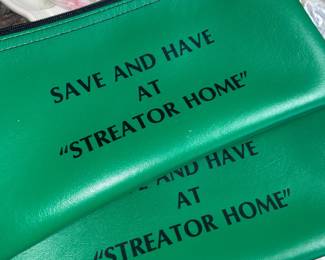 SAVE AND HAVE
AT
"STREATOR HOME"
E AND HAVE
AT
"STREATOR HOME"